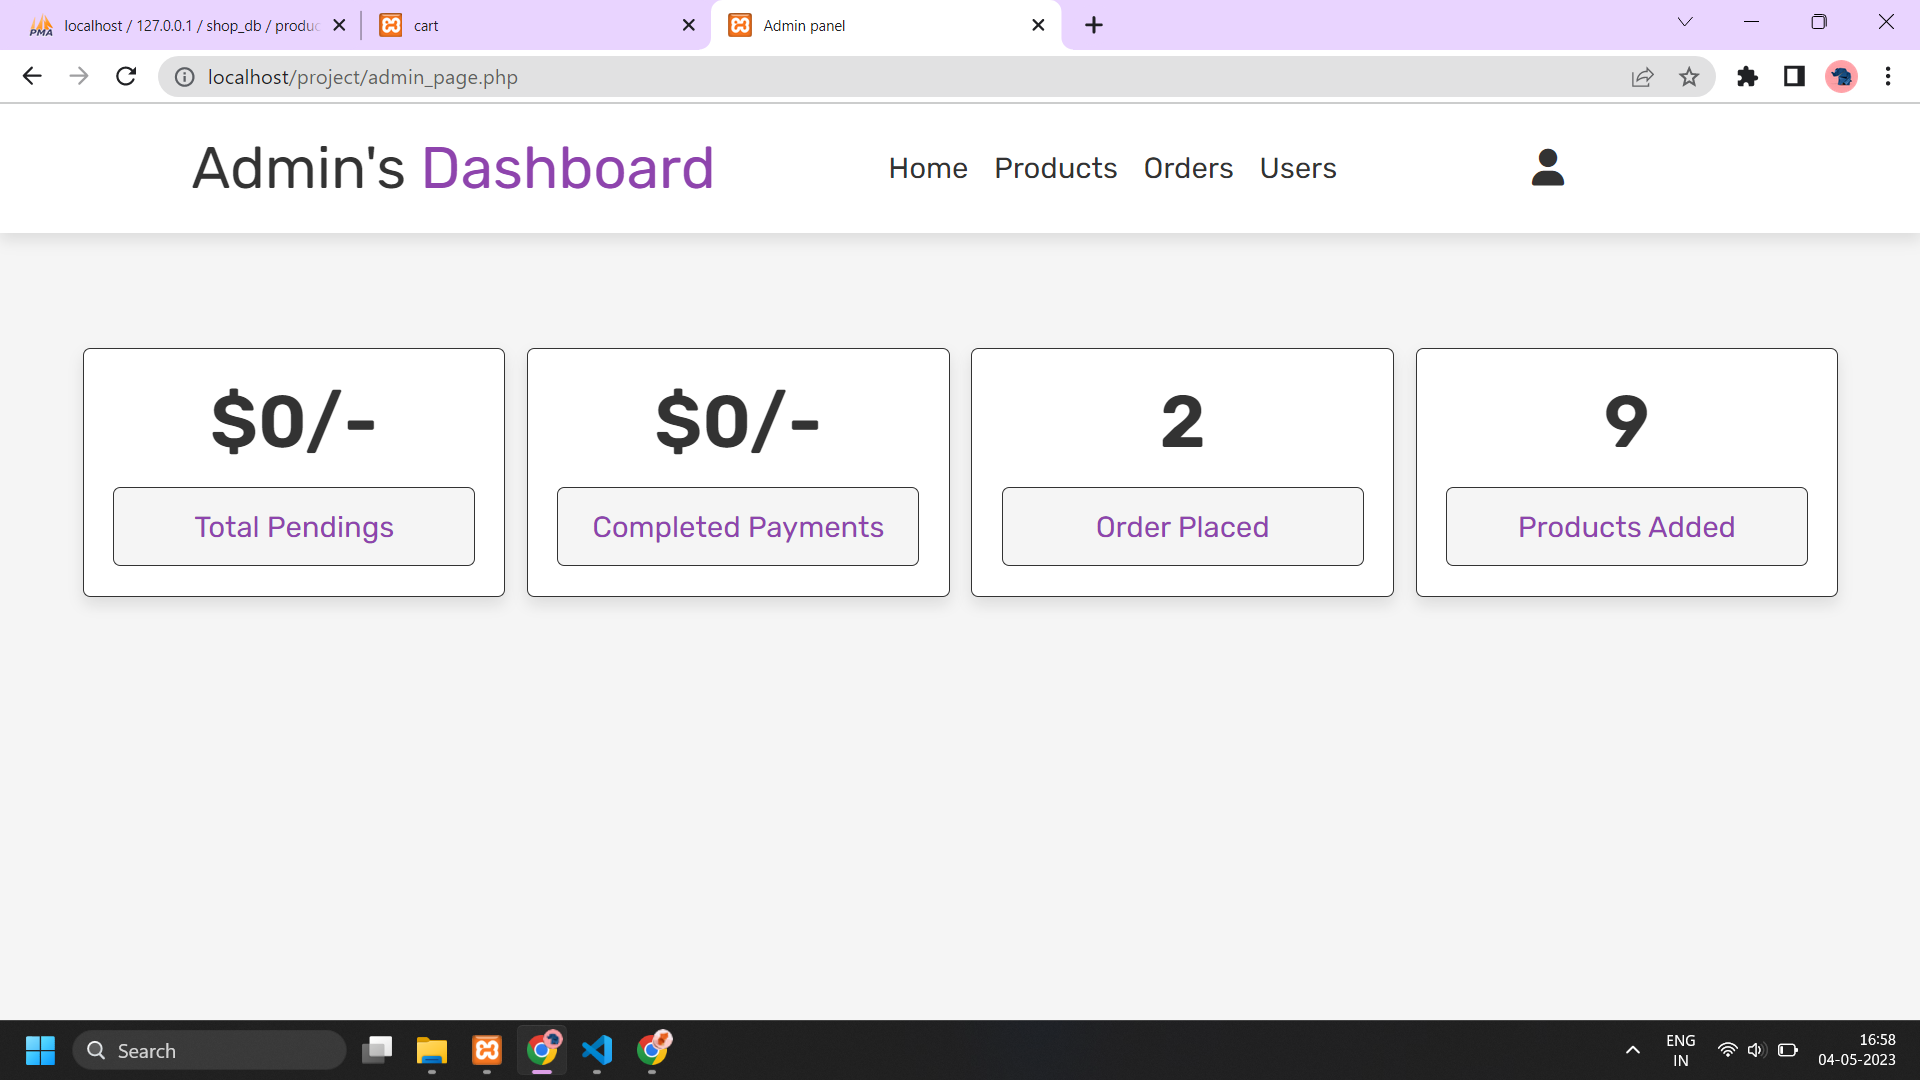 localhost / 127.0.0.1 / shop_db / produc
cart
Admin panel
localhost/project/admin_page.php
Admin's Dashboard
Home Products Orders Users
$0/- $0/- 2 9
Total Pendings Completed Payments Order Placed Products Added
Search
ENG
IN
16:58
04-05-2023
PMA